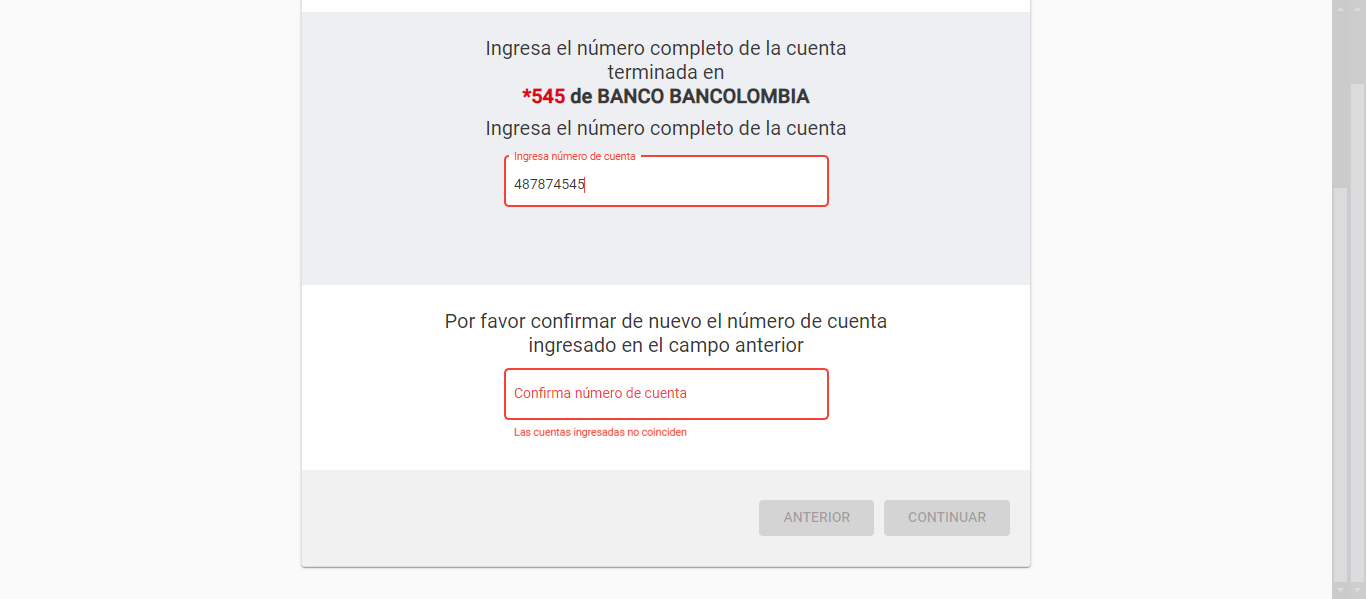 Ingresa el número completo de la cuenta
terminada en
*545 de BANCO BANCOLOMBIA
Ingresa el número completo de la cuenta
Ingresa número de cuenta
487874545
Por favor confirmar de nuevo el número de cuenta
ingresado en el campo anterior
Confirma número de cuenta
Las cuentas ingresadas no coinciden
ANTERIOR CONTINUAR